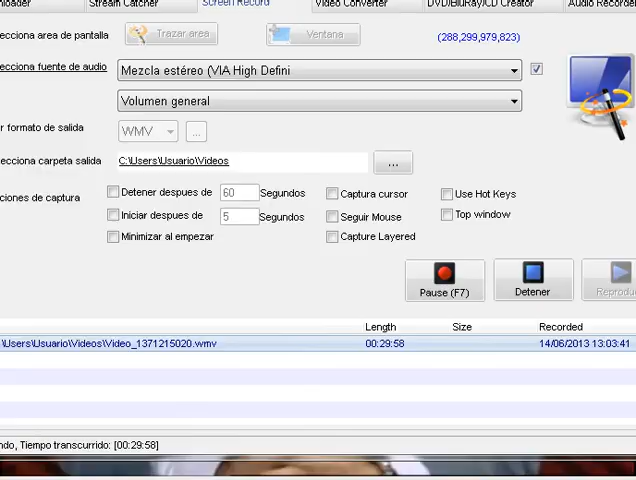 nloader Stream Catcher Screen Record Video Converter DVD/BluRay/CD Creator Audio Recorder
ecciona area de pantalla Trazar area Ventana (288,299,979,823)
ecciona fuente de audio Mezcla estéreo (VIA High Defini
Volumen general
r formato de salida WMV ...
ecciona carpeta salida C:\Users\Usuario\Videos ...
ciones de captura Detener despues de 60 Segundos Captura cursor Use Hot Keys
Iniciar despues de 5 Segundos Seguir Mouse Top window
Minimizar al empezar Capture Layered
Pause (F7) Detener Reprodu
Length Size Recorded
\Users\Usuario\Videos\Video_1371215020.wmv 00:29:58 14/06/2013 13:03:41
ndo, Tiempo transcurrido: [00:29:58]